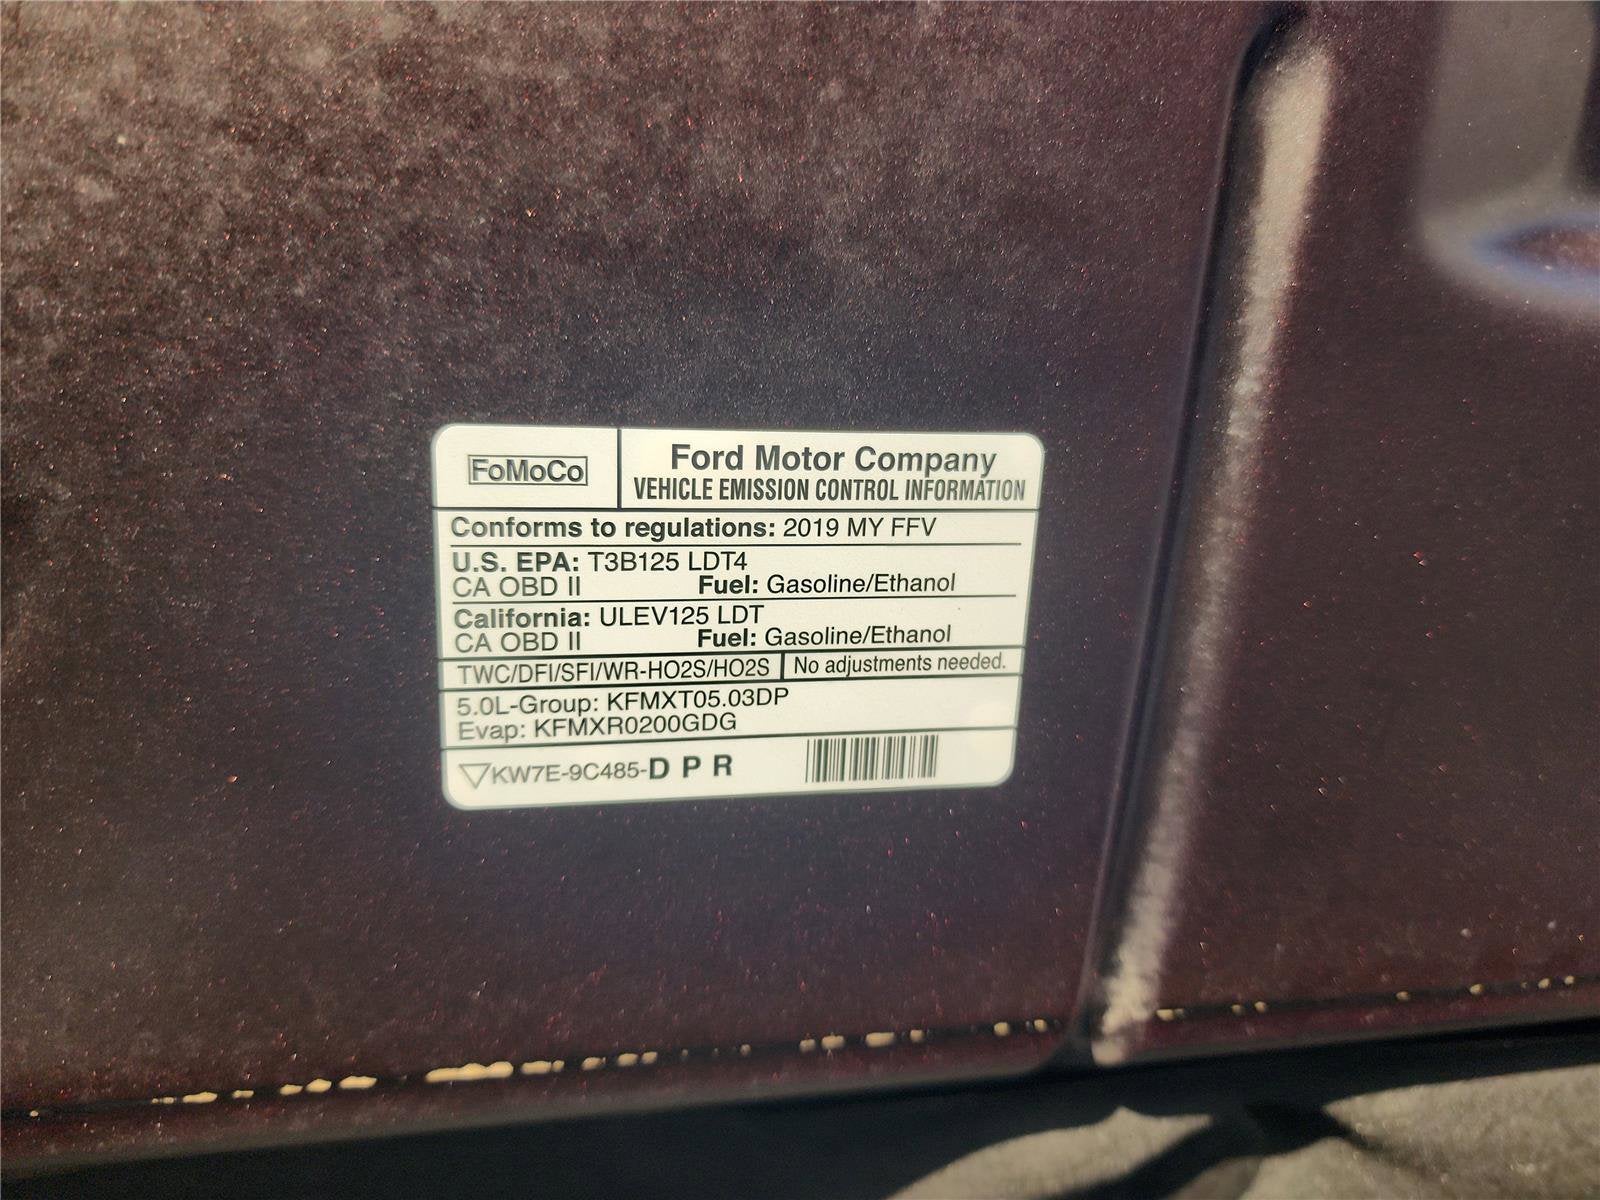 FoMoCo
Ford Motor Company
VEHICLE EMISSION CONTROL INFORMATION
Conforms to regulations: 2019 MY FFV
U.S. EPA: T3B125 LDT4
CA OBD II Fuel: Gasoline/Ethanol
California: ULEV125 LDT
CA OBD II Fuel: Gasoline/Ethanol
TWC/DFI/SFI/WR-HO2S/HO2S No adjustments needed.
5.0L-Group: KFMXT05.03DP
Evap: KFMXR0200GDG
KW7E-9C485-D P R